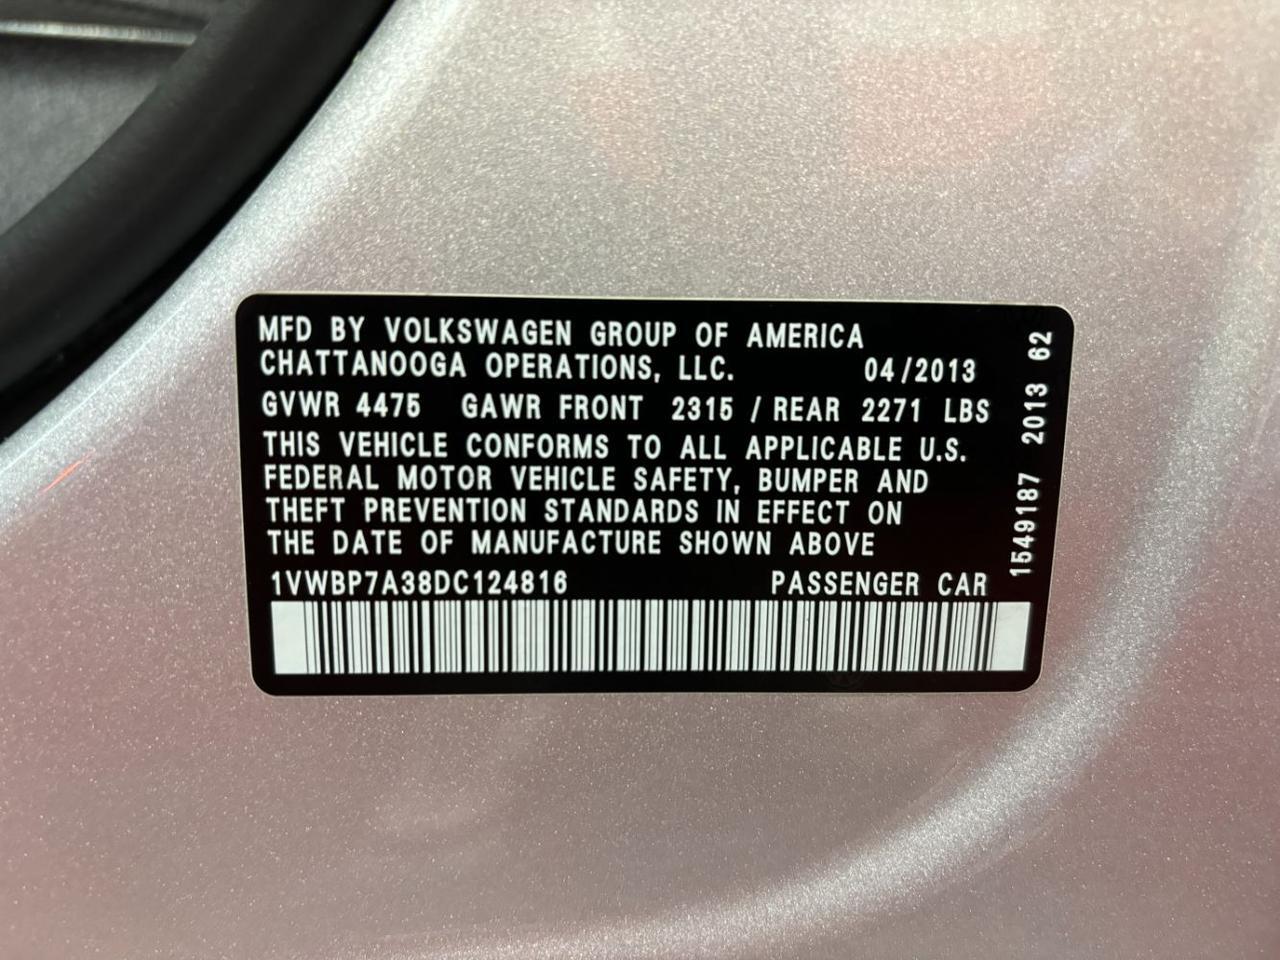 MFD BY VOLKSWAGEN GROUP OF AMERICA
CHATTANOOGA OPERATIONS, LLC. 04/2013
GVWR 4475 GAWR FRONT 2315 / REAR 2271 LBS
THIS VEHICLE CONFORMS TO ALL APPLICABLE U.S.
FEDERAL MOTOR VEHICLE SAFETY, BUMPER AND
THEFT PREVENTION STANDARDS IN EFFECT ON
THE DATE OF MANUFACTURE SHOWN ABOVE
1VWBP7A38DC124816 PASSENGER CAR
1549187 2013 62